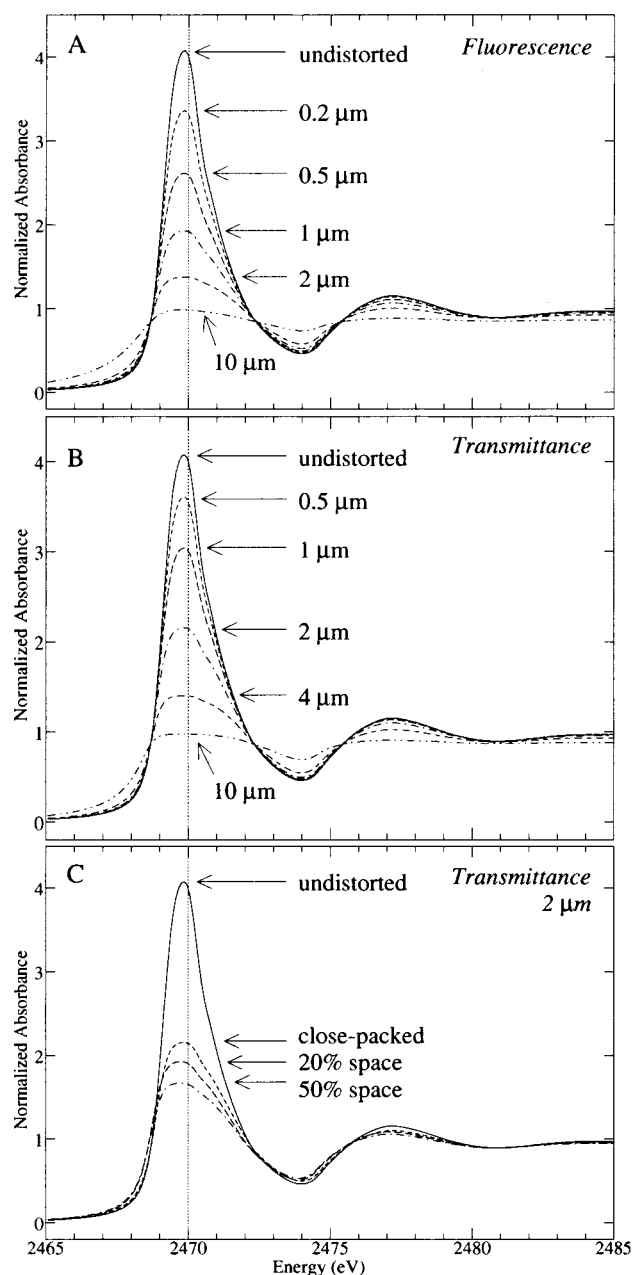 A
Fluorescence
undistorted
0.2 μm
0.5 μm
1 μm
2 μm
10 μm
Normalized Absorbance
4
3
2
1
0
B
Transmittance
undistorted
0.5 μm
1 μm
2 μm
4 μm
10 μm
Normalized Absorbance
4
3
2
1
0
C
Transmittance
2 μm
undistorted
close-packed
20% space
50% space
Normalized Absorbance
4
3
2
1
0
2465 2470 2475 2480 2485
Energy (eV)